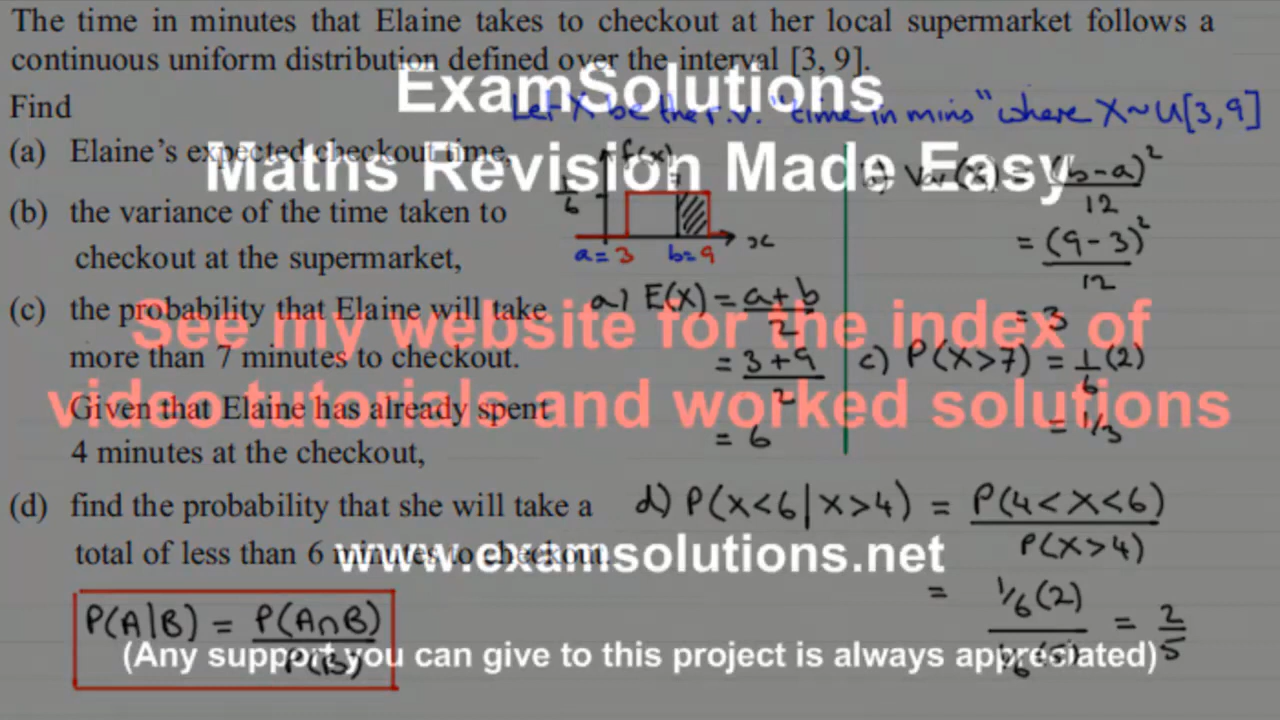 The time in minutes that Elaine takes to checkout at her local supermarket follows a
continuous uniform distribution defined over the interval [3, 9].
ExamSolutions
Find
Let X be the r.v. "time in mins" where X~U[3,9]
(a) Elaine's expected checkout time,
Maths Revision Made Easy
f(x)
1/6
7
x
a=3 b=9
(b) the variance of the time taken to
checkout at the supermarket,
b) Var(X) = (b-a)²/12
= (9-3)²/12
= 3
(c) the probability that Elaine will take
more than 7 minutes to checkout.
a) E(X) = a+b/2
= 3+9/2
= 6
c) P(X>7) = 1/6(2)
= 1/3
See my website for the index of
video tutorials and worked solutions
Given that Elaine has already spent
4 minutes at the checkout,
(d) find the probability that she will take a
total of less than 6 minutes to checkout.
d) P(X<6|X>4) = P(4<X<6)/P(X>4)
= 1/6(2)/1/6(5) = 2/5
www.examsolutions.net
P(A|B) = P(A∩B)/P(B)
(Any support you can give to this project is always appresiated)